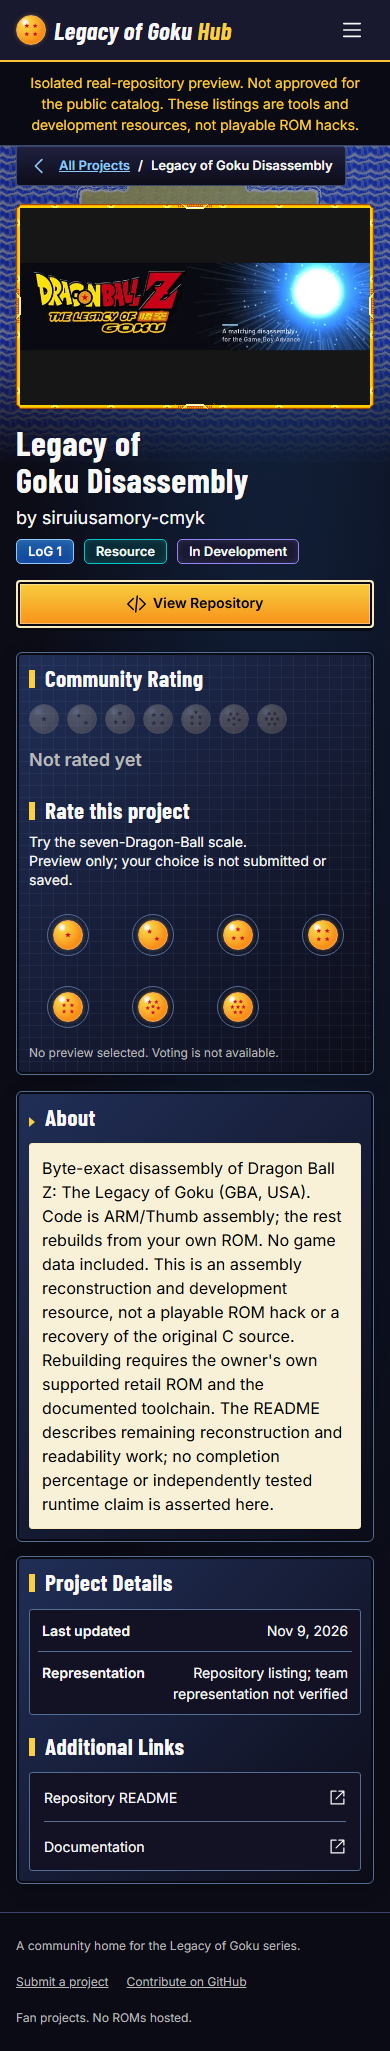 Legacy of Goku Hub
Isolated real-repository preview. Not approved for
the public catalog. These listings are tools and
development resources, not playable ROM hacks.
All Projects / Legacy of Goku Disassembly
DRAGON BALL Z
THE LEGACY OF 悟空
GOKU
A matching disassembly
for the Game Boy Advance
Legacy of
Goku Disassembly
by siruiusamory-cmyk
LoG 1 Resource In Development
View Repository
Community Rating
Not rated yet
Rate this project
Try the seven-Dragon-Ball scale.
Preview only; your choice is not submitted or
saved.
No preview selected. Voting is not available.
About
Byte-exact disassembly of Dragon Ball
Z: The Legacy of Goku (GBA, USA).
Code is ARM/Thumb assembly; the rest
rebuilds from your own ROM. No game
data included. This is an assembly
reconstruction and development
resource, not a playable ROM hack or a
recovery of the original C source.
Rebuilding requires the owner's own
supported retail ROM and the
documented toolchain. The README
describes remaining reconstruction and
readability work; no completion
percentage or independently tested
runtime claim is asserted here.
Project Details
Last updated Nov 9, 2026
Representation Repository listing; team
representation not verified
Additional Links
Repository README
Documentation
A community home for the Legacy of Goku series.
Submit a project Contribute on GitHub
Fan projects. No ROMs hosted.